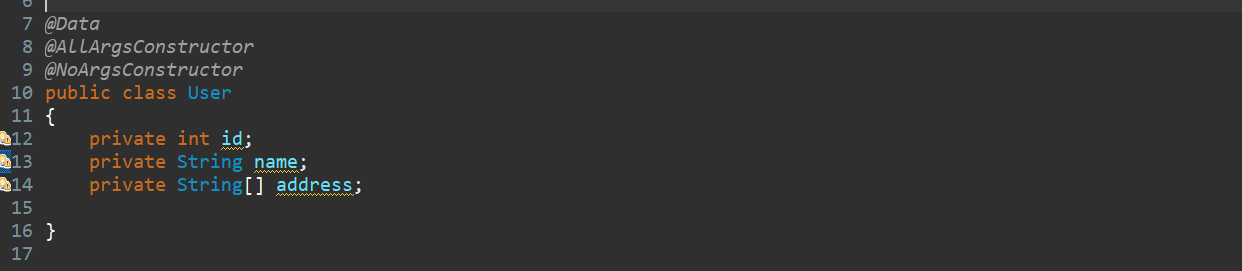 6
7 @Data
8 @AllArgsConstructor
9 @NoArgsConstructor
10 public class User
11 {
12     private int id;
13     private String name;
14     private String[] address;
15
16 }
17